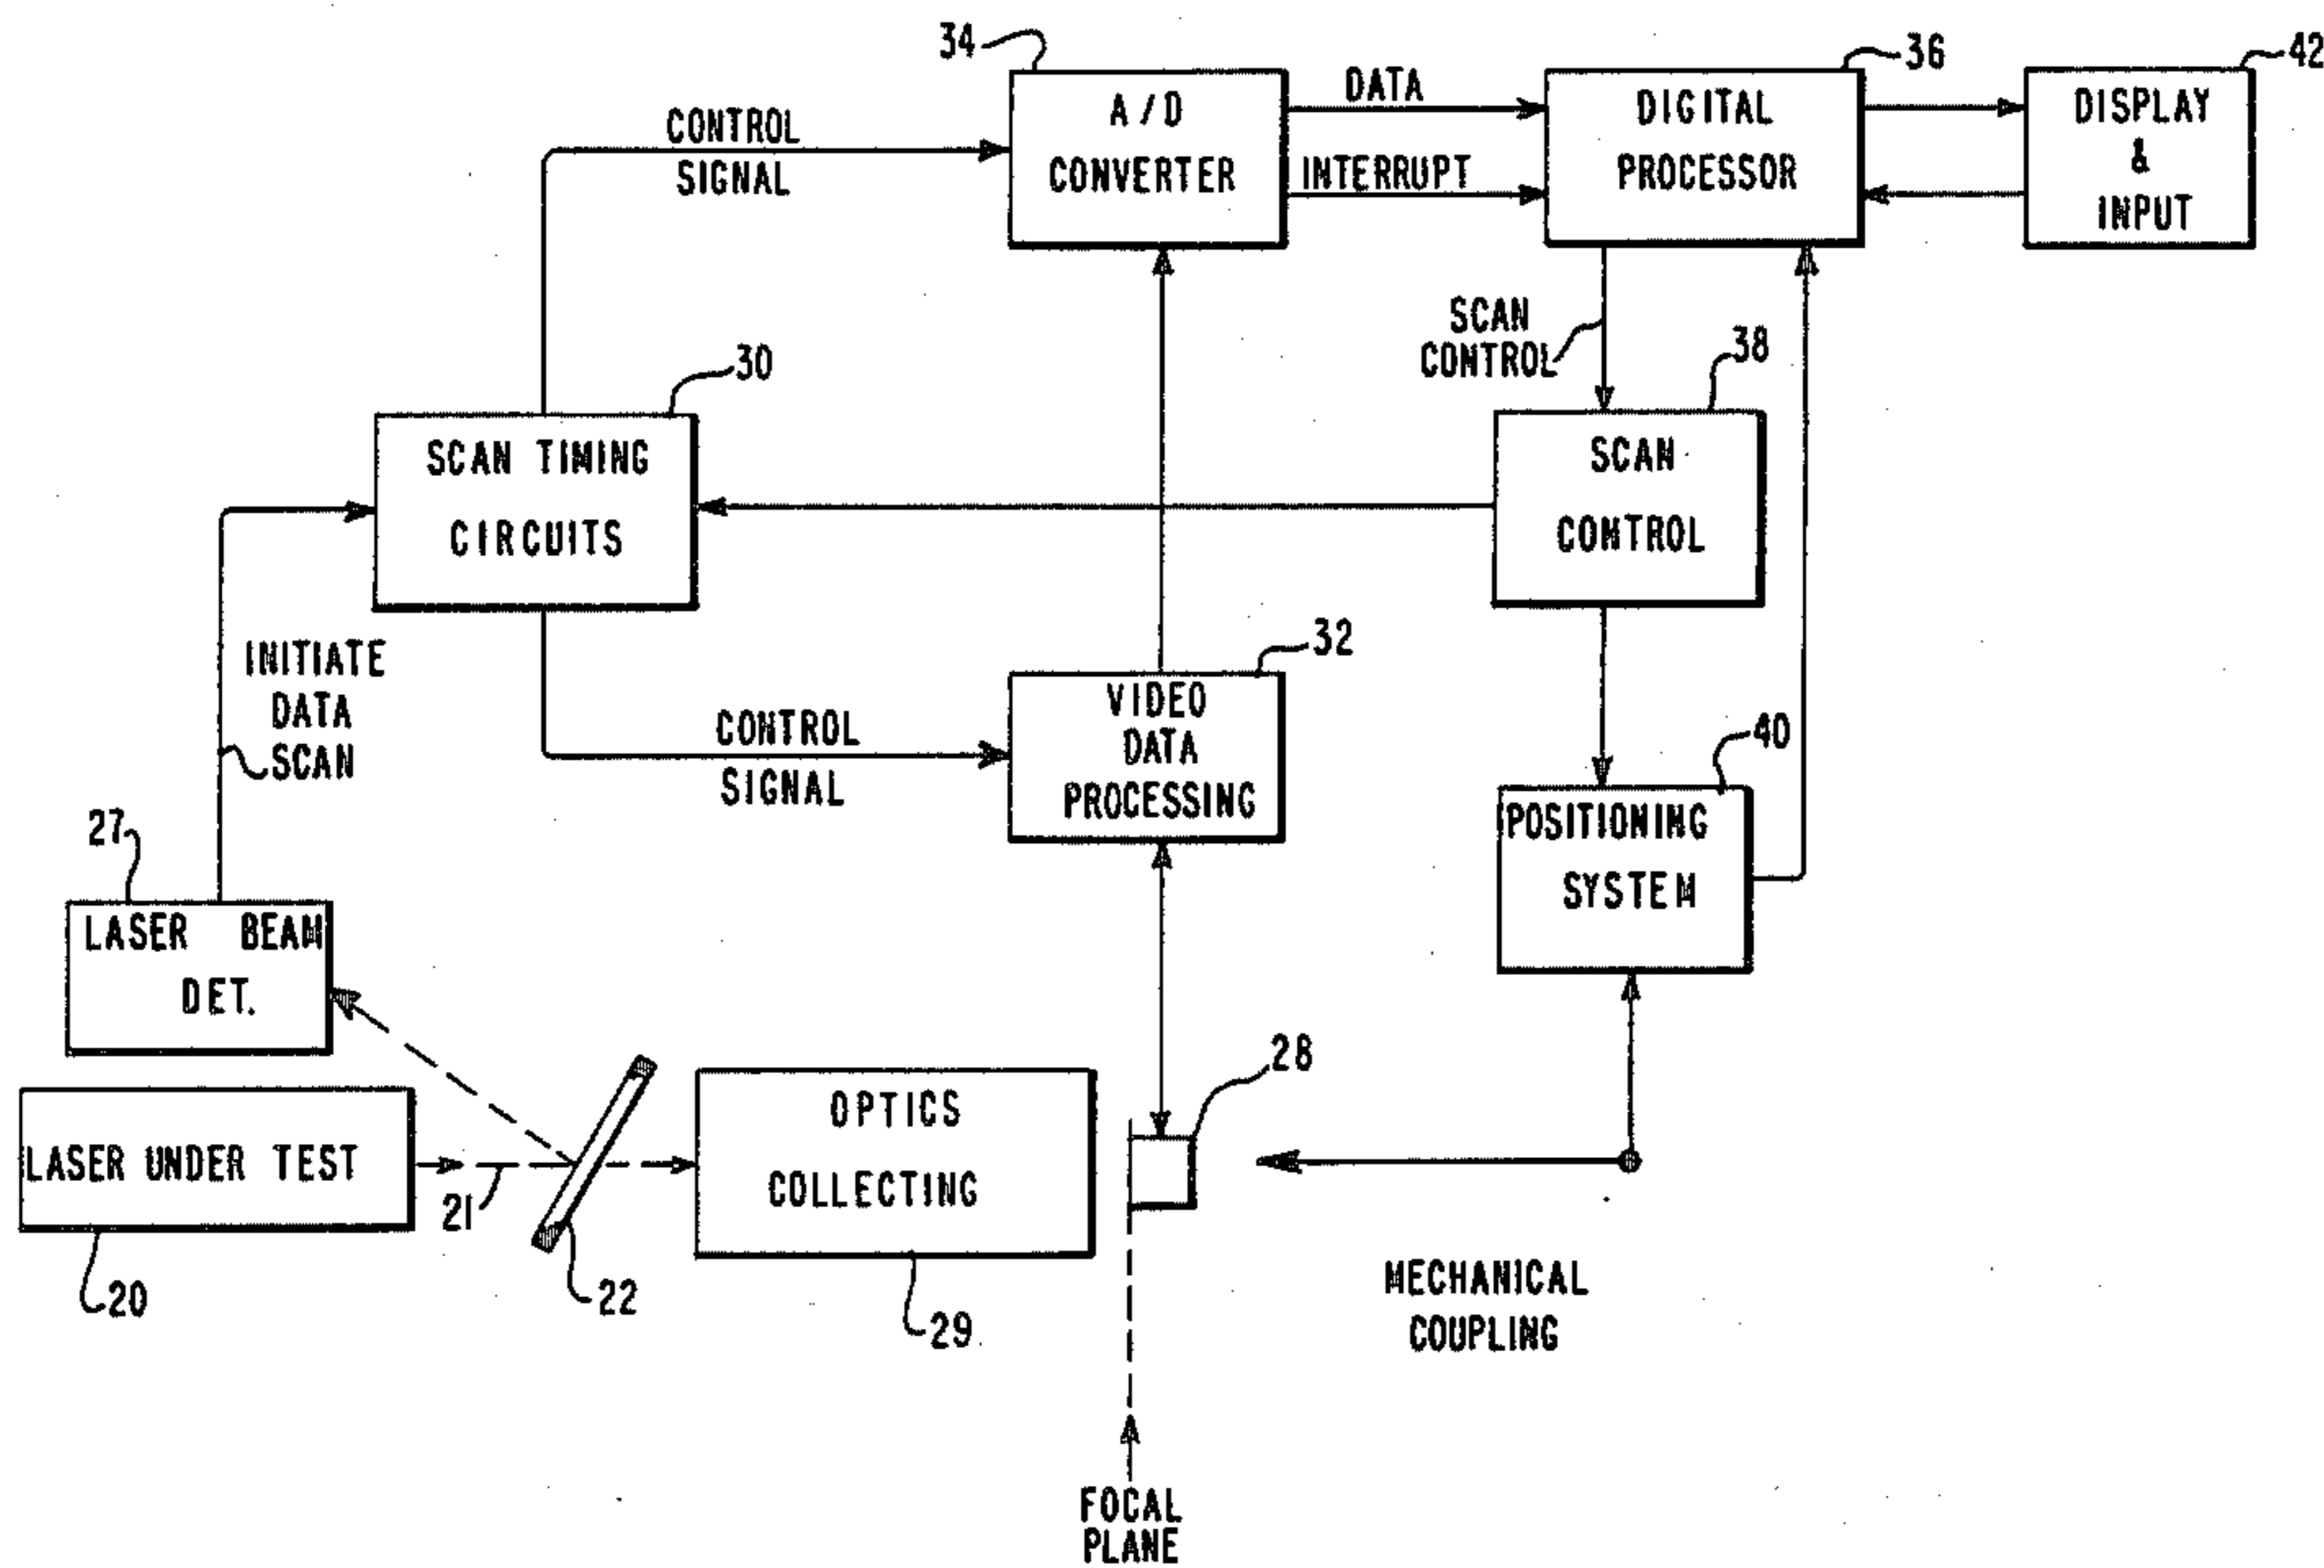 34
A/D
CONVERTER
DATA
INTERRUPT
36
DIGITAL
PROCESSOR
42
DISPLAY
&
INPUT
CONTROL
SIGNAL
SCAN
CONTROL
30
SCAN TIMING
CIRCUITS
38
SCAN
CONTROL
INITIATE
DATA
SCAN
CONTROL
SIGNAL
32
VIDEO
DATA
PROCESSING
40
POSITIONING
SYSTEM
27
LASER BEAM
DET.
LASER UNDER TEST
20
21
22
OPTICS
COLLECTING
29
28
MECHANICAL
COUPLING
FOCAL
PLANE